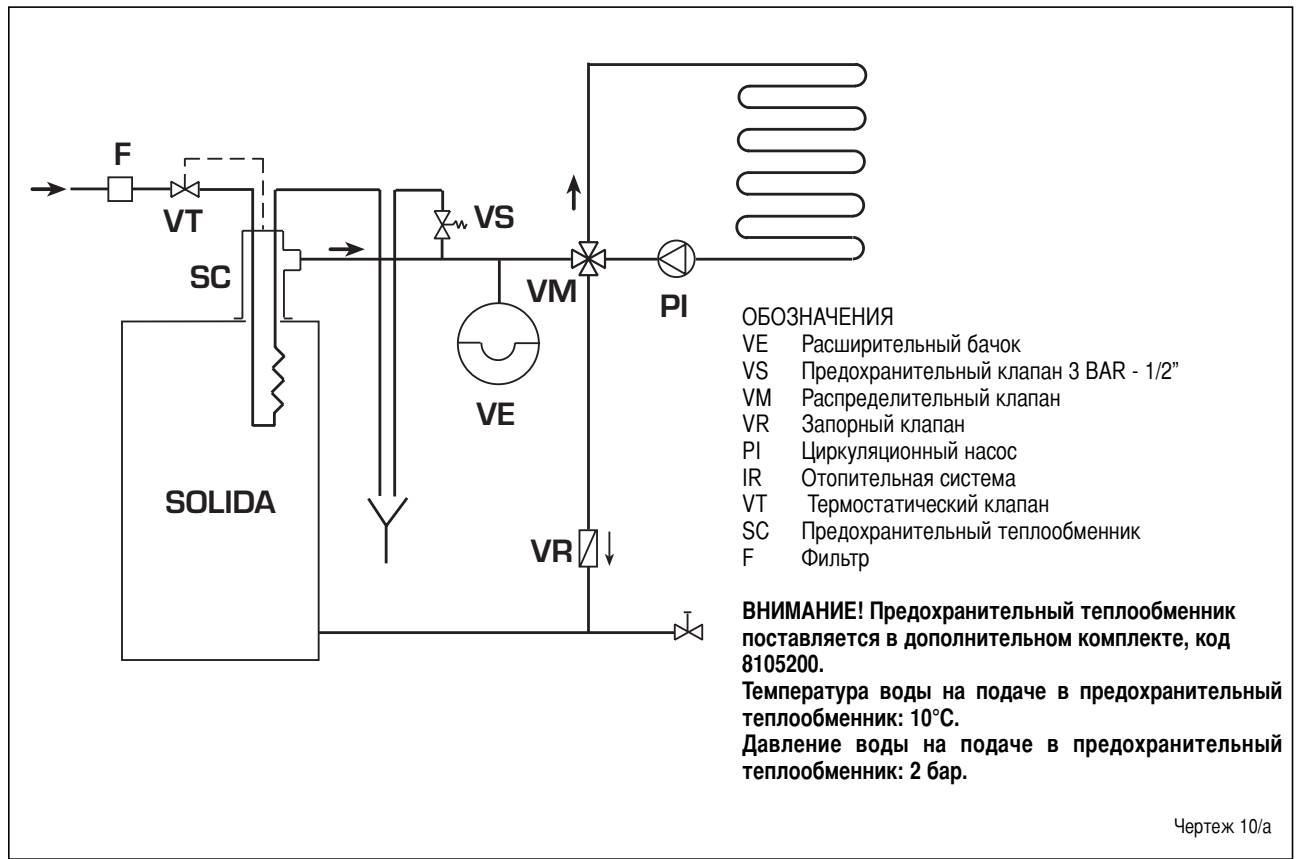 F
VT
VS
SC
VM
PI
VE
SOLIDA
VR
ОБОЗНАЧЕНИЯ
VE Расширительный бачок
VS Предохранительный клапан 3 BAR - 1/2”
VM Распределительный клапан
VR Запорный клапан
PI Циркуляционный насос
IR Отопительная система
VT Термостатический клапан
SC Предохранительный теплообменник
F Фильтр
ВНИМАНИЕ! Предохранительный теплообменник
поставляется в дополнительном комплекте, код
8105200.
Температура воды на подаче в предохранительный
теплообменник: 10°C.
Давление воды на подаче в предохранительный
теплообменник: 2 бар.
Чертеж 10/a